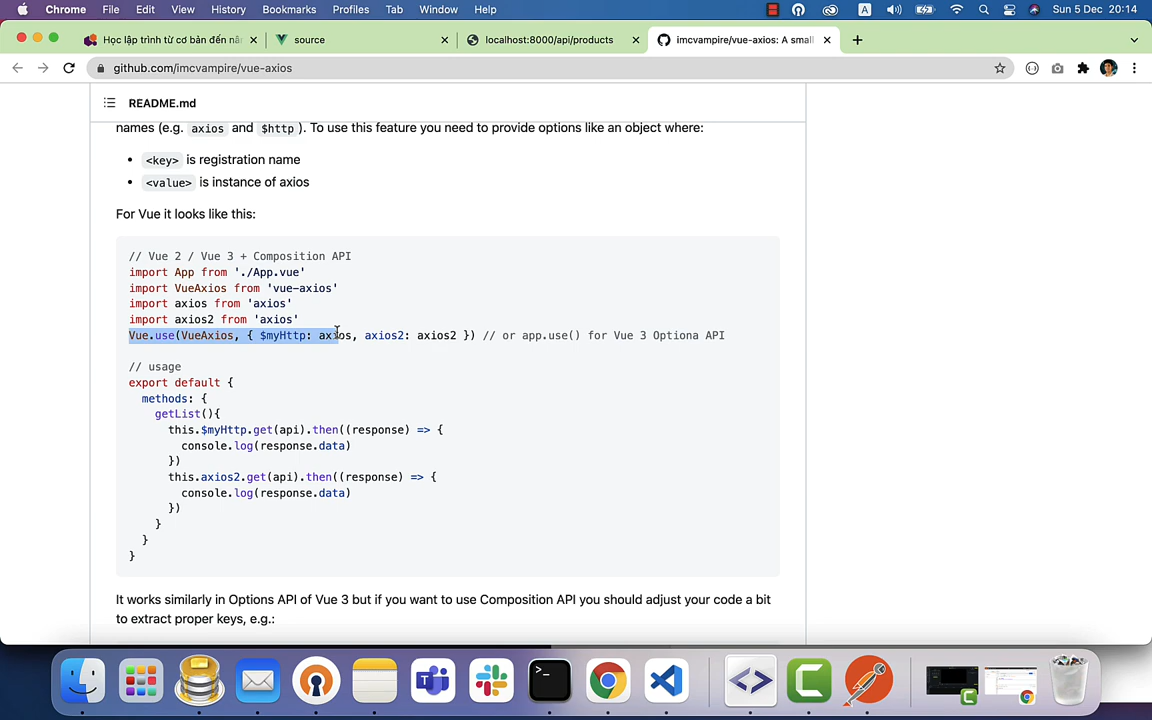 Chrome File Edit View History Bookmarks Profiles Tab Window Help A Sun 5 Dec 20:14
Học lập trình từ cơ bản đến nân source localhost:8000/api/products imcvampire/vue-axios: A small
github.com/imcvampire/vue-axios
README.md
names (e.g. axios and $http ). To use this feature you need to provide options like an object where:
<key> is registration name
<value> is instance of axios
For Vue it looks like this:
// Vue 2 / Vue 3 + Composition API
import App from './App.vue'
import VueAxios from 'vue-axios'
import axios from 'axios'
import axios2 from 'axios'
Vue.use(VueAxios, { $myHttp: axios, axios2: axios2 }) // or app.use() for Vue 3 Optiona API
// usage
export default {
methods: {
getList(){
this.$myHttp.get(api).then((response) => {
console.log(response.data)
})
this.axios2.get(api).then((response) => {
console.log(response.data)
})
}
}
}
It works similarly in Options API of Vue 3 but if you want to use Composition API you should adjust your code a bit
to extract proper keys, e.g.: